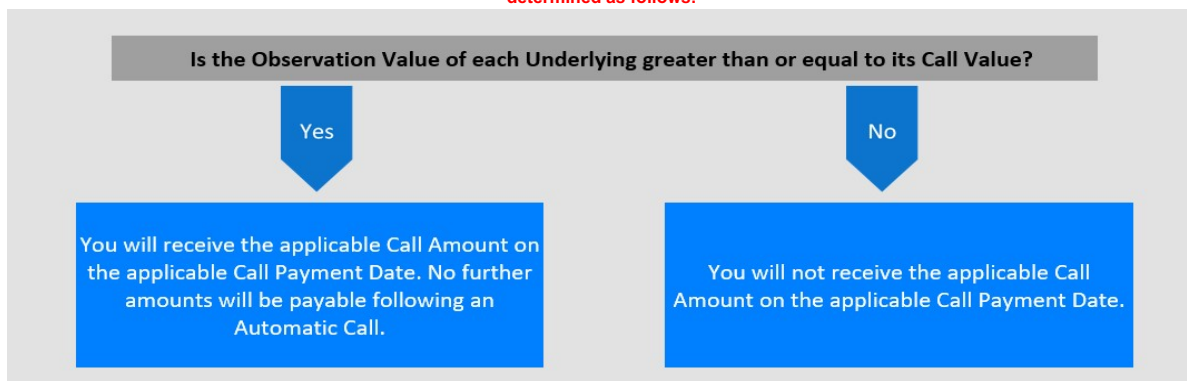 determined as follows:
Is the Observation Value of each Underlying greater than or equal to its Call Value?
Yes
No
You will receive the applicable Call Amount on
the applicable Call Payment Date. No further
amounts will be payable following an
Automatic Call.
You will not receive the applicable Call
Amount on the applicable Call Payment Date.